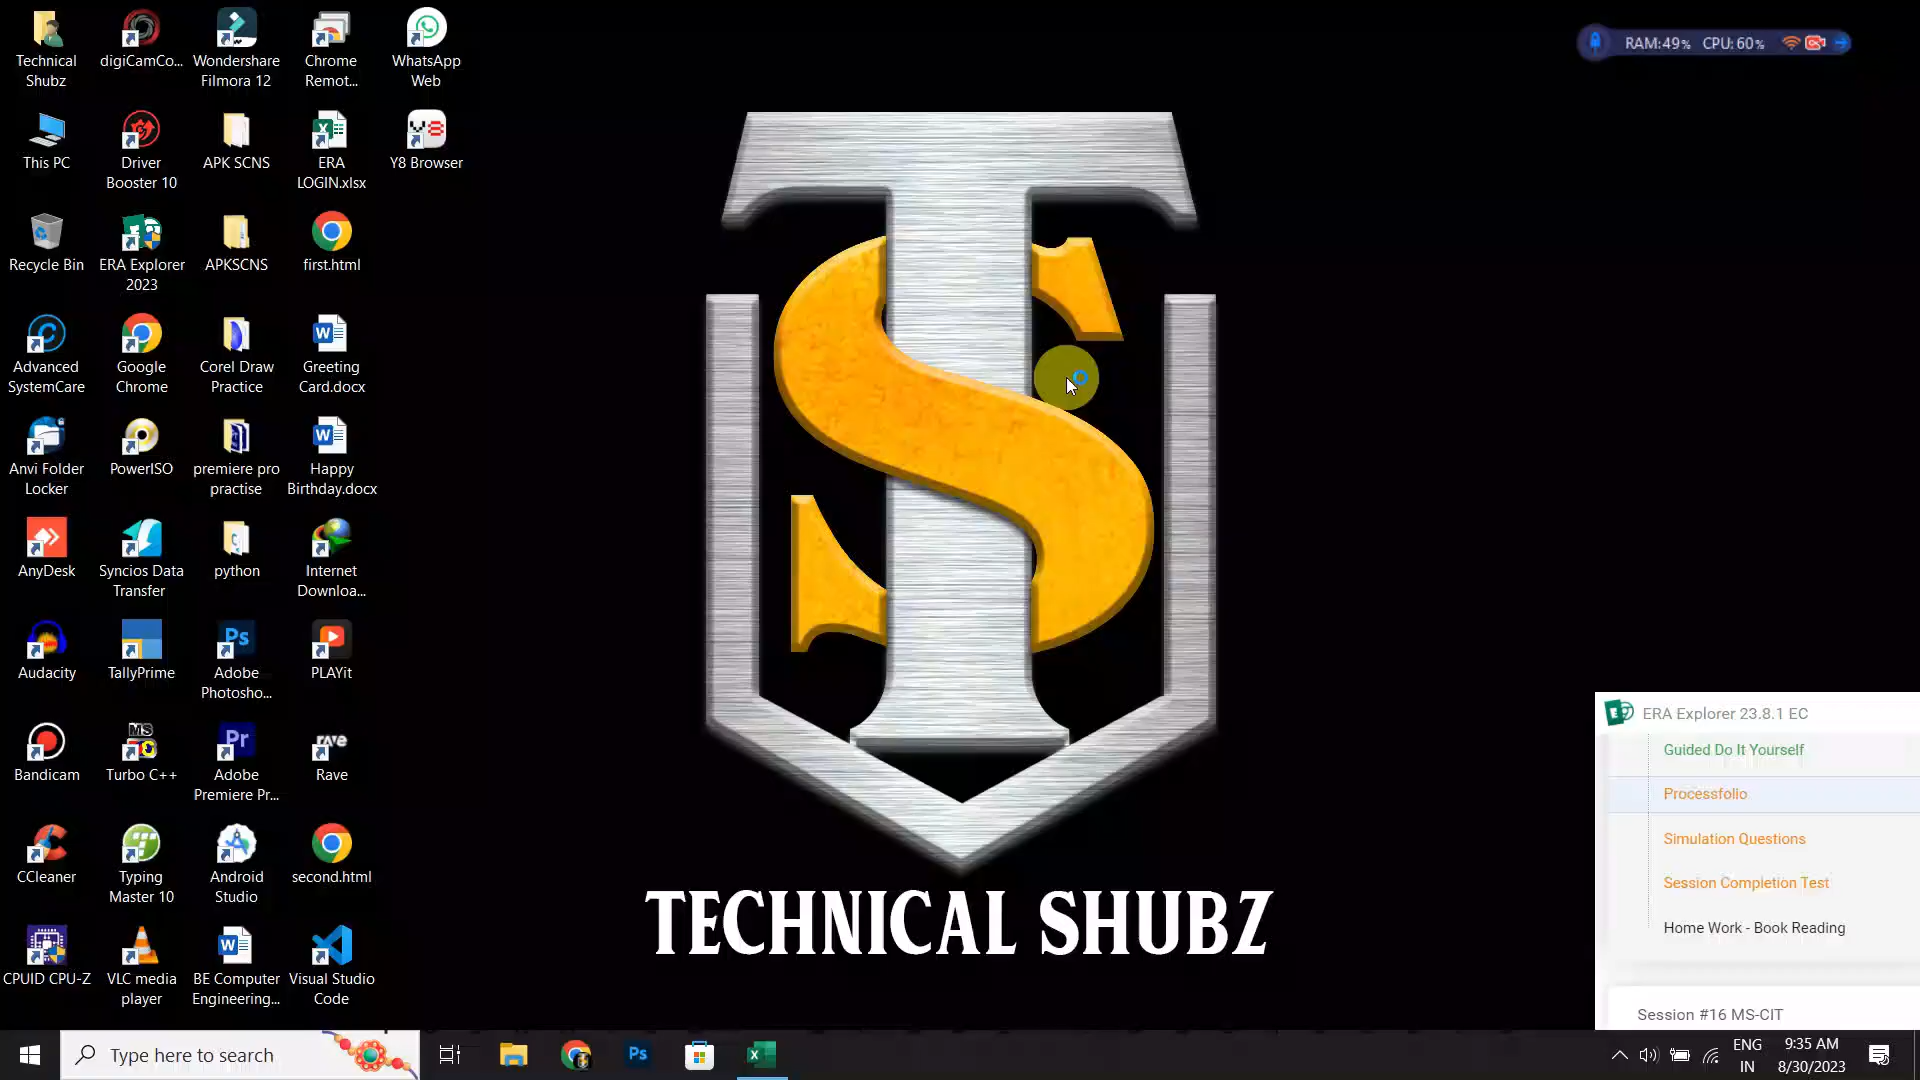 Technical
Shubz
digiCamCo...
Wondershare
Filmora 12
Chrome
Remot...
WhatsApp
Web
RAM:49% CPU:60%
This PC
Driver
Booster 10
APK SCNS
ERA
LOGIN.xlsx
Y8 Browser
Recycle Bin
ERA Explorer
2023
APKSCNS
first.html
Advanced
SystemCare
Google
Chrome
Corel Draw
Practice
Greeting
Card.docx
Anvi Folder
Locker
PowerISO
premiere pro
practise
Happy
Birthday.docx
AnyDesk
Syncios Data
Transfer
python
Internet
Downloa...
Audacity
TallyPrime
Ps
Adobe
Photosho...
PLAYit
Bandicam
MS
Turbo C++
Pr
Adobe
Premiere Pr...
rave
Rave
CCleaner
Typing
Master 10
Android
Studio
second.html
CPUID CPU-Z
VLC media
player
BE Computer
Engineering...
Visual Studio
Code
TS
TECHNICAL SHUBZ
ERA Explorer 23.8.1 EC
Guided Do It Yourself
Processfolio
Simulation Questions
Session Completion Test
Home Work - Book Reading
Session #16 MS-CIT
Type here to search
Ps
ENG
IN
9:35 AM
8/30/2023